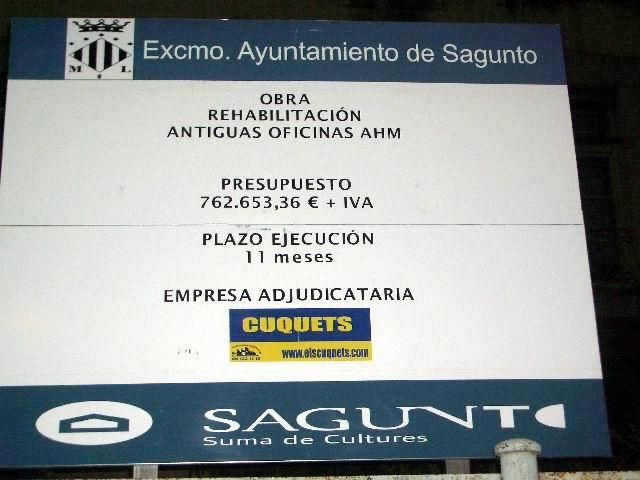 M L
Excmo. Ayuntamiento de Sagunto
OBRA
REHABILITACIÓN
ANTIGUAS OFICINAS AHM
PRESUPUESTO
762.653,36 € + IVA
PLAZO EJECUCIÓN
11 meses
EMPRESA ADJUDICATARIA
CUQUETS
www.elscuquets.com
SAGUNTO
Suma de Cultures